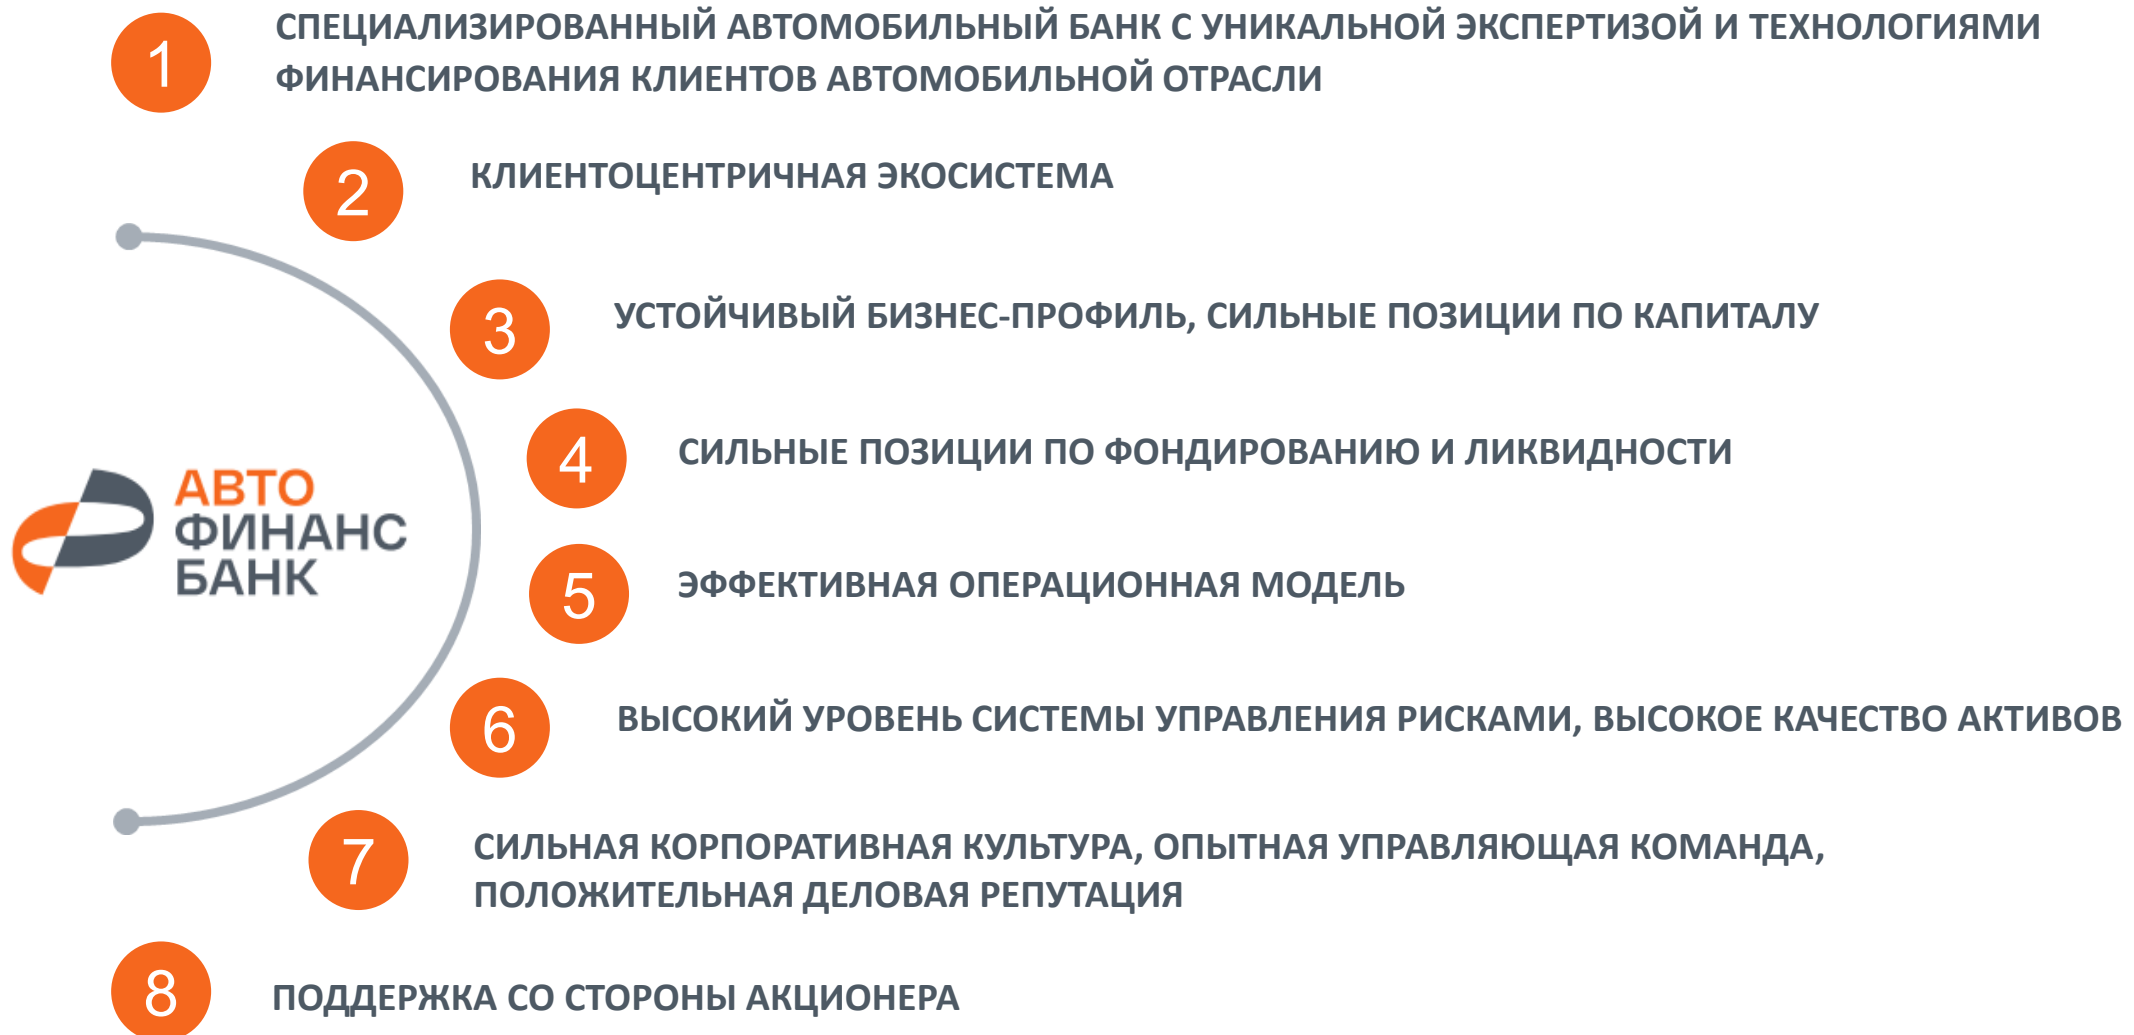 1
СПЕЦИАЛИЗИРОВАННЫЙ АВТОМОБИЛЬНЫЙ БАНК С УНИКАЛЬНОЙ ЭКСПЕРТИЗОЙ И ТЕХНОЛОГИЯМИ
ФИНАНСИРОВАНИЯ КЛИЕНТОВ АВТОМОБИЛЬНОЙ ОТРАСЛИ
2
КЛИЕНТОЦЕНТРИЧНАЯ ЭКОСИСТЕМА
3
УСТОЙЧИВЫЙ БИЗНЕС-ПРОФИЛЬ, СИЛЬНЫЕ ПОЗИЦИИ ПО КАПИТАЛУ
4
СИЛЬНЫЕ ПОЗИЦИИ ПО ФОНДИРОВАНИЮ И ЛИКВИДНОСТИ
АВТО
ФИНАНС
БАНК
5
ЭФФЕКТИВНАЯ ОПЕРАЦИОННАЯ МОДЕЛЬ
6
ВЫСОКИЙ УРОВЕНЬ СИСТЕМЫ УПРАВЛЕНИЯ РИСКАМИ, ВЫСОКОЕ КАЧЕСТВО АКТИВОВ
7
СИЛЬНАЯ КОРПОРАТИВНАЯ КУЛЬТУРА, ОПЫТНАЯ УПРАВЛЯЮЩАЯ КОМАНДА,
ПОЛОЖИТЕЛЬНАЯ ДЕЛОВАЯ РЕПУТАЦИЯ
8
ПОДДЕРЖКА СО СТОРОНЫ АКЦИОНЕРА